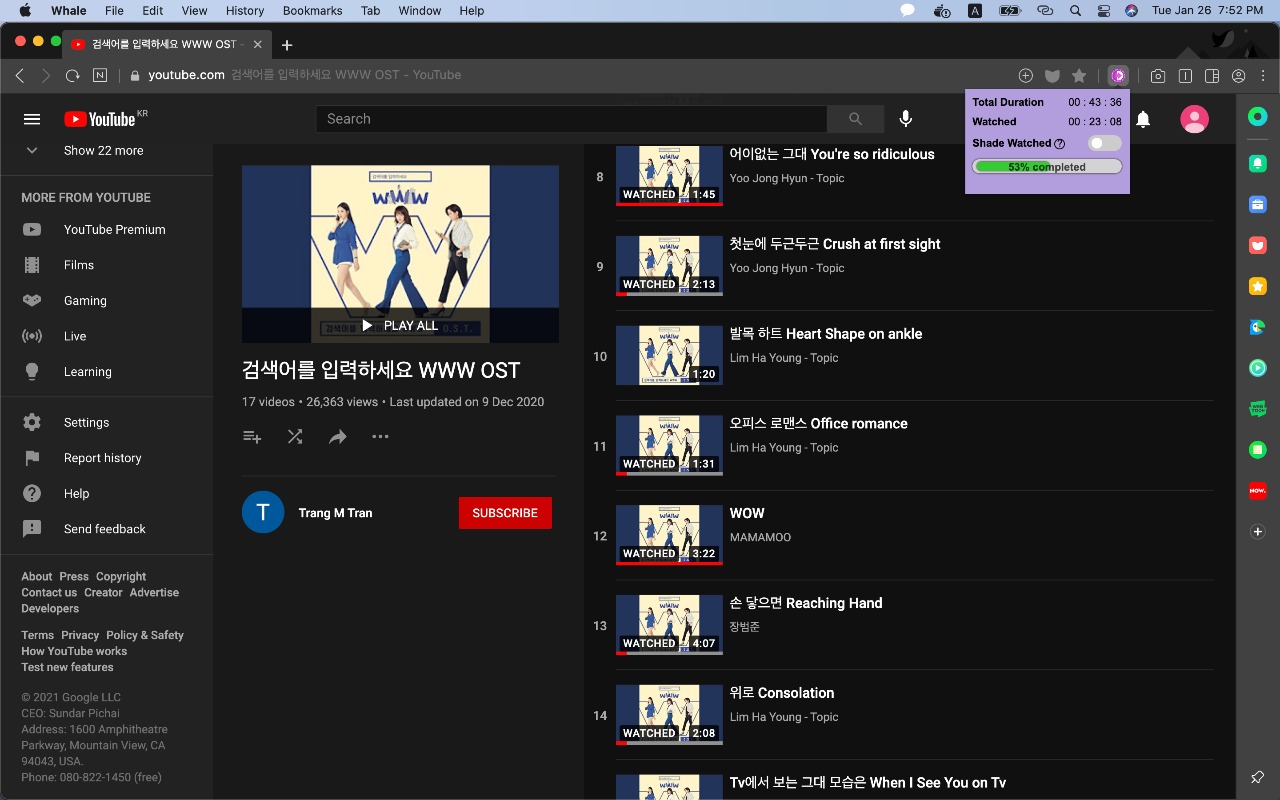 Whale File Edit View History Bookmarks Tab Window Help
A
Tue Jan 26 7:52 PM
검색어를 입력하세요 WWW OST -
N
youtube.com 검색어를 입력하세요 WWW OST - YouTube
YouTube KR
Search
Total Duration 00 : 43 : 36
Watched 00 : 23 : 08
Shade Watched ?
53% completed
Show 22 more
MORE FROM YOUTUBE
YouTube Premium
Films
Gaming
Live
Learning
Settings
Report history
Help
Send feedback
About Press Copyright
Contact us Creator Advertise
Developers
Terms Privacy Policy & Safety
How YouTube works
Test new features
© 2021 Google LLC
CEO: Sundar Pichai
Address: 1600 Amphitheatre
Parkway, Mountain View, CA
94043, USA.
Phone: 080-822-1450 (free)
검색어를 입력하세요
WWW
PLAY ALL
검색어를 입력하세요 WWW OST
17 videos • 26,363 views • Last updated on 9 Dec 2020
T
Trang M Tran
SUBSCRIBE
8
WATCHED 1:45
어이없는 그대 You're so ridiculous
Yoo Jong Hyun - Topic
9
WATCHED 2:13
첫눈에 두근두근 Crush at first sight
Yoo Jong Hyun - Topic
10
1:20
발목 하트 Heart Shape on ankle
Lim Ha Young - Topic
11
WATCHED 1:31
오피스 로맨스 Office romance
Lim Ha Young - Topic
12
WATCHED 3:22
WOW
MAMAMOO
13
WATCHED 4:07
손 닿으면 Reaching Hand
장범준
14
WATCHED 2:08
위로 Consolation
Lim Ha Young - Topic
Tv에서 보는 그대 모습은 When I See You on Tv
NOW.